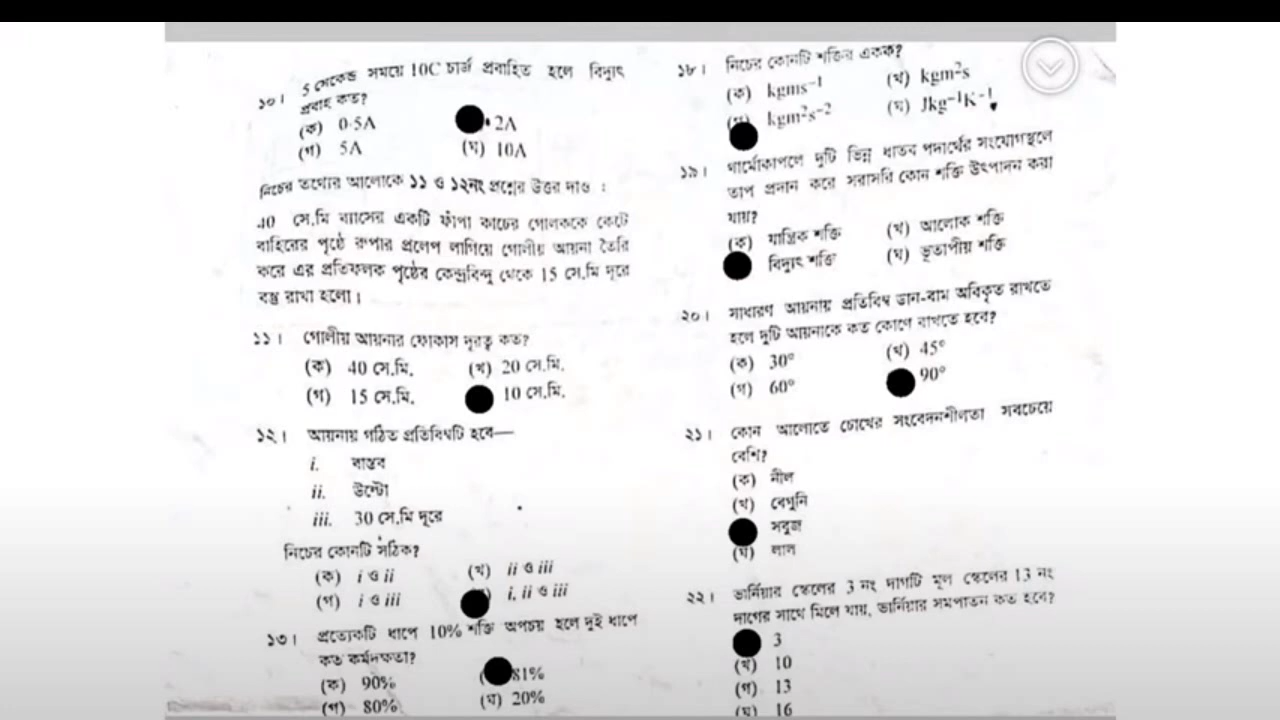 ১০। 5 সেকেন্ড সময়ে 10C চার্জ প্রবাহিত হলে বিদ্যুৎ
প্রবাহ কত?
(ক) 0·5A
2A
(গ) 5A
(ঘ) 10A
নিচের তথ্যের আলোকে ১১ ও ১২নং প্রশ্নের উত্তর দাও :
40 সে.মি ব্যাসের একটি ফাঁপা কাচের গোলককে কেটে
বাহিরের পৃষ্ঠে রুপার প্রলেপ লাগিয়ে গোলীয় আয়না তৈরি
করে এর প্রতিফলক পৃষ্ঠের কেন্দ্রবিন্দু থেকে 15 সে.মি দূরে
বস্তু রাখা হলো।
১১। গোলীয় আয়নার ফোকাস দূরত্ব কত?
(ক) 40 সে.মি.
(খ) 20 সে.মি.
(গ) 15 সে.মি.
10 সে.মি.
১২। আয়নায় গঠিত প্রতিবিম্বটি হবে—
i. বাস্তব
ii. উল্টো
iii. 30 সে.মি দূরে
নিচের কোনটি সঠিক?
(ক) i ও ii
(খ) ii ও iii
(গ) i ও iii
i, ii ও iii
১৩। প্রত্যেকটি ধাপে 10% শক্তি অপচয় হলে দুই ধাপে
কত কর্মদক্ষতা?
(ক) 90%
81%
(গ) 80%
(ঘ) 20%
১৮। নিচের কোনটি শক্তির একক?
(ক) kgms⁻¹
(খ) kgm²s
kgm²s⁻²
(ঘ) Jkg⁻¹K⁻¹
১৯। থার্মোকাপলে দুটি ভিন্ন ধাতব পদার্থের সংযোগস্থলে
তাপ প্রদান করে সরাসরি কোন শক্তি উৎপাদন করা
যায়?
(ক) যান্ত্রিক শক্তি
(খ) আলোক শক্তি
বিদ্যুৎ শক্তি
(ঘ) ভূতাপীয় শক্তি
২০। সাধারণ আয়নায় প্রতিবিম্ব ডান-বাম অবিকৃত রাখতে
হলে দুটি আয়নাকে কত কোণে রাখতে হবে?
(ক) 30°
(খ) 45°
(গ) 60°
90°
২১। কোন আলোতে চোখের সংবেদনশীলতা সবচেয়ে
বেশি?
(ক) নীল
(খ) বেগুনি
সবুজ
(ঘ) লাল
২২। ভার্নিয়ার স্কেলের 3 নং দাগটি মূল স্কেলের 13 নং
দাগের সাথে মিলে যায়, ভার্নিয়ার সমপাতন কত হবে?
3
(খ) 10
(গ) 13
(ঘ) 16